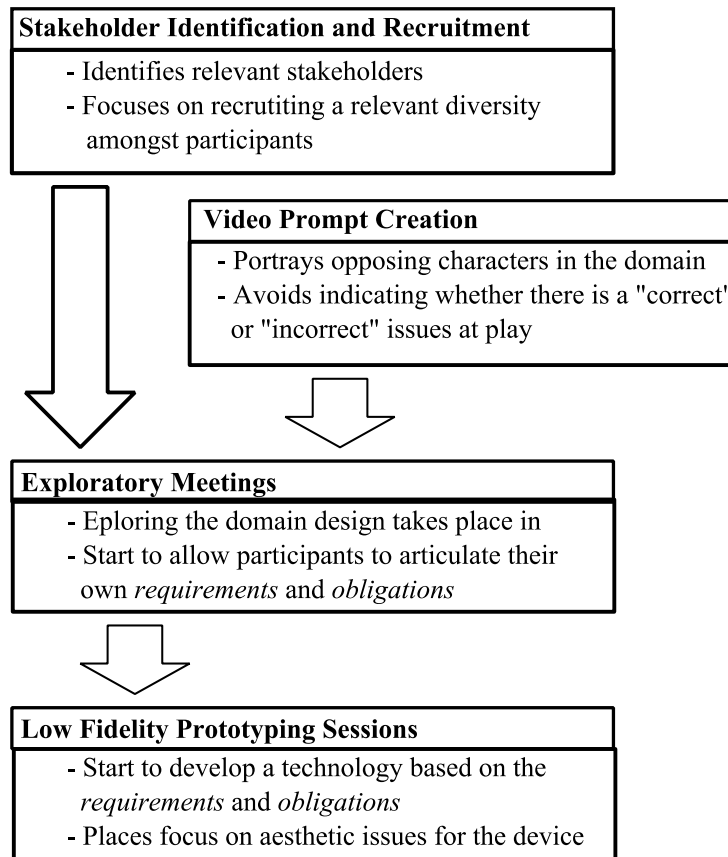 Stakeholder Identification and Recruitment
- Identifies relevant stakeholders
- Focuses on recrutiting a relevant diversity
amongst participants
Video Prompt Creation
- Portrays opposing characters in the domain
- Avoids indicating whether there is a "correct"
or "incorrect" issues at play
Exploratory Meetings
- Eploring the domain design takes place in
- Start to allow participants to articulate their
own requirements and obligations
Low Fidelity Prototyping Sessions
- Start to develop a technology based on the
requirements and obligations
- Places focus on aesthetic issues for the device